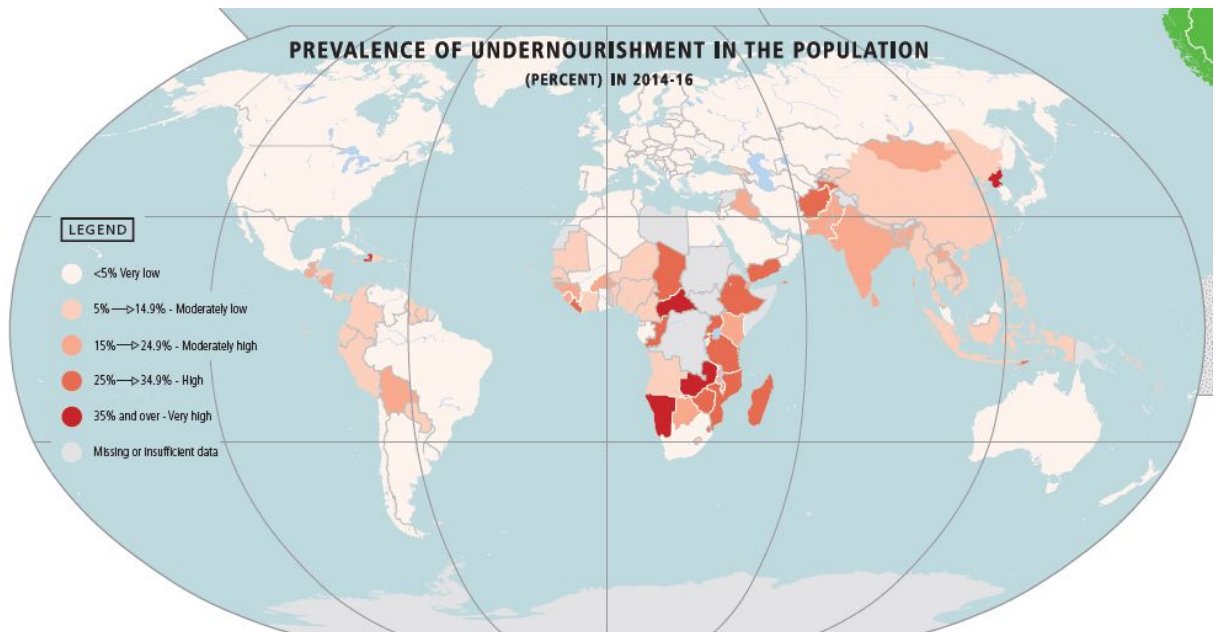 PREVALENCE OF UNDERNOURISHMENT IN THE POPULATION
(PERCENT) IN 2014-16
LEGEND
<5% Very low
5%—▷14.9% - Moderately low
15%—▷24.9% - Moderately high
25%—▷34.9% - High
35% and over - Very high
Missing or insufficient data